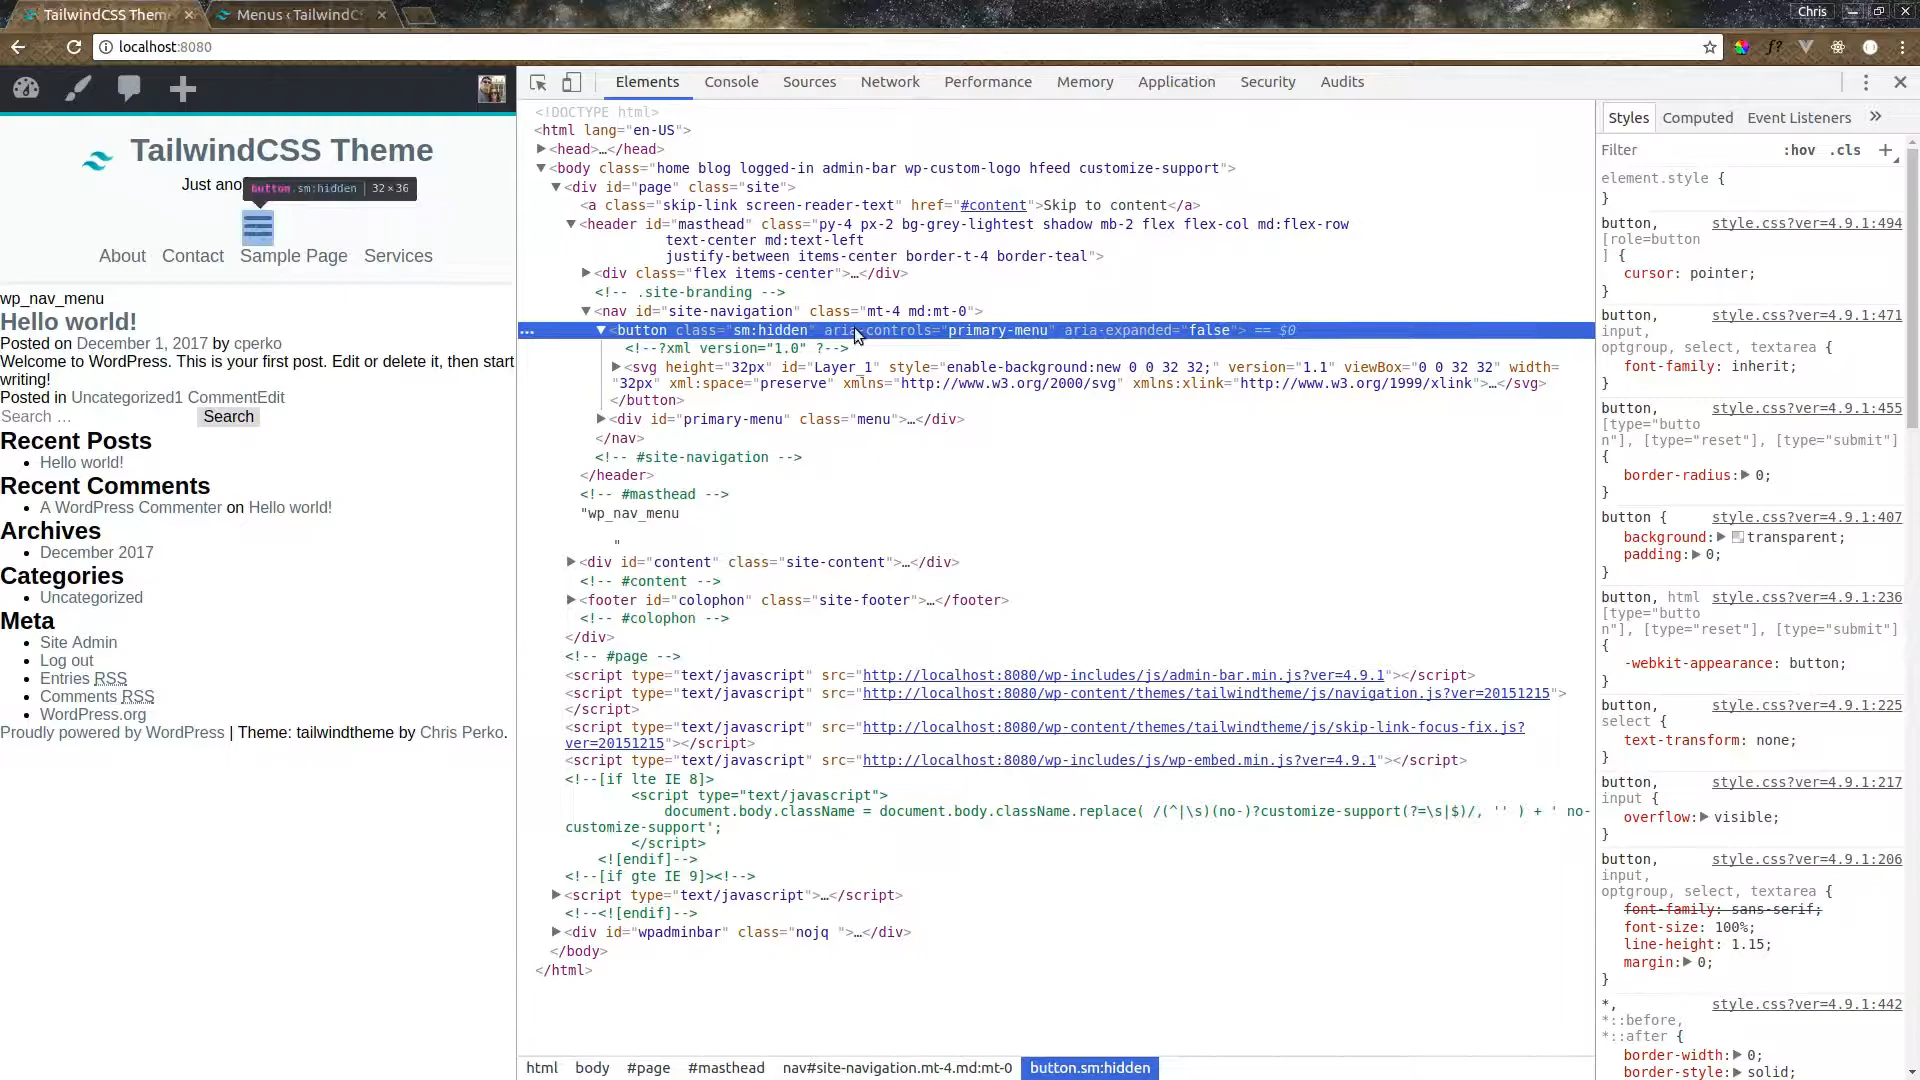 TailwindCSS Theme
Menus ‹ TailwindCS
Chris
localhost:8080
TailwindCSS Theme
Just ano
button.sm:hidden | 32 × 36
About Contact Sample Page Services
wp_nav_menu
Hello world!
Posted on December 1, 2017 by cperko
Welcome to WordPress. This is your first post. Edit or delete it, then start
writing!
Posted in Uncategorized1 CommentEdit
Search …
Search
Recent Posts
Hello world!
Recent Comments
A WordPress Commenter on Hello world!
Archives
December 2017
Categories
Uncategorized
Meta
Site Admin
Log out
Entries RSS
Comments RSS
WordPress.org
Proudly powered by WordPress | Theme: tailwindtheme by Chris Perko.
Elements Console Sources Network Performance Memory Application Security Audits
<!DOCTYPE html>
<html lang="en-US">
<head>…</head>
<body class="home blog logged-in admin-bar wp-custom-logo hfeed customize-support">
<div id="page" class="site">
<a class="skip-link screen-reader-text" href="#content">Skip to content</a>
<header id="masthead" class="py-4 px-2 bg-grey-lightest shadow mb-2 flex flex-col md:flex-row
text-center md:text-left
justify-between items-center border-t-4 border-teal">
<div class="flex items-center">…</div>
<!-- .site-branding -->
<nav id="site-navigation" class="mt-4 md:mt-0">
<button class="sm:hidden" aria-controls="primary-menu" aria-expanded="false"> == $0
<!--?xml version="1.0" ?-->
<svg height="32px" id="Layer_1" style="enable-background:new 0 0 32 32;" version="1.1" viewBox="0 0 32 32" width=
"32px" xml:space="preserve" xmlns="http://www.w3.org/2000/svg" xmlns:xlink="http://www.w3.org/1999/xlink">…</svg>
</button>
<div id="primary-menu" class="menu">…</div>
</nav>
<!-- #site-navigation -->
</header>
<!-- #masthead -->
"wp_nav_menu
"
<div id="content" class="site-content">…</div>
<!-- #content -->
<footer id="colophon" class="site-footer">…</footer>
<!-- #colophon -->
</div>
<!-- #page -->
<script type="text/javascript" src="http://localhost:8080/wp-includes/js/admin-bar.min.js?ver=4.9.1"></script>
<script type="text/javascript" src="http://localhost:8080/wp-content/themes/tailwindtheme/js/navigation.js?ver=20151215">
</script>
<script type="text/javascript" src="http://localhost:8080/wp-content/themes/tailwindtheme/js/skip-link-focus-fix.js?
ver=20151215"></script>
<script type="text/javascript" src="http://localhost:8080/wp-includes/js/wp-embed.min.js?ver=4.9.1"></script>
<!--[if lte IE 8]>
<script type="text/javascript">
document.body.className = document.body.className.replace( /(^|\s)(no-)?customize-support(?=\s|$)/, '' ) + ' no-
customize-support';
</script>
<![endif]-->
<!--[if gte IE 9]><!-->
<script type="text/javascript">…</script>
<!--<![endif]-->
<div id="wpadminbar" class="nojq ">…</div>
</body>
</html>
html body #page #masthead nav#site-navigation.mt-4.md:mt-0 button.sm:hidden
Styles Computed Event Listeners »
Filter :hov .cls +
element.style {
}
button, style.css?ver=4.9.1:494
[role=button
] {
cursor: pointer;
}
button, style.css?ver=4.9.1:471
input,
optgroup, select, textarea {
font-family: inherit;
}
button, style.css?ver=4.9.1:455
[type="butto
n"], [type="reset"], [type="submit"]
{
border-radius: 0;
}
button { style.css?ver=4.9.1:407
background: transparent;
padding: 0;
}
button, html style.css?ver=4.9.1:236
[type="butto
n"], [type="reset"], [type="submit"]
{
-webkit-appearance: button;
}
button, style.css?ver=4.9.1:225
select {
text-transform: none;
}
button, style.css?ver=4.9.1:217
input {
overflow: visible;
}
button, style.css?ver=4.9.1:206
input,
optgroup, select, textarea {
font-family: sans-serif;
font-size: 100%;
line-height: 1.15;
margin: 0;
}
*, style.css?ver=4.9.1:442
*::before,
*::after {
border-width: 0;
border-style: solid;